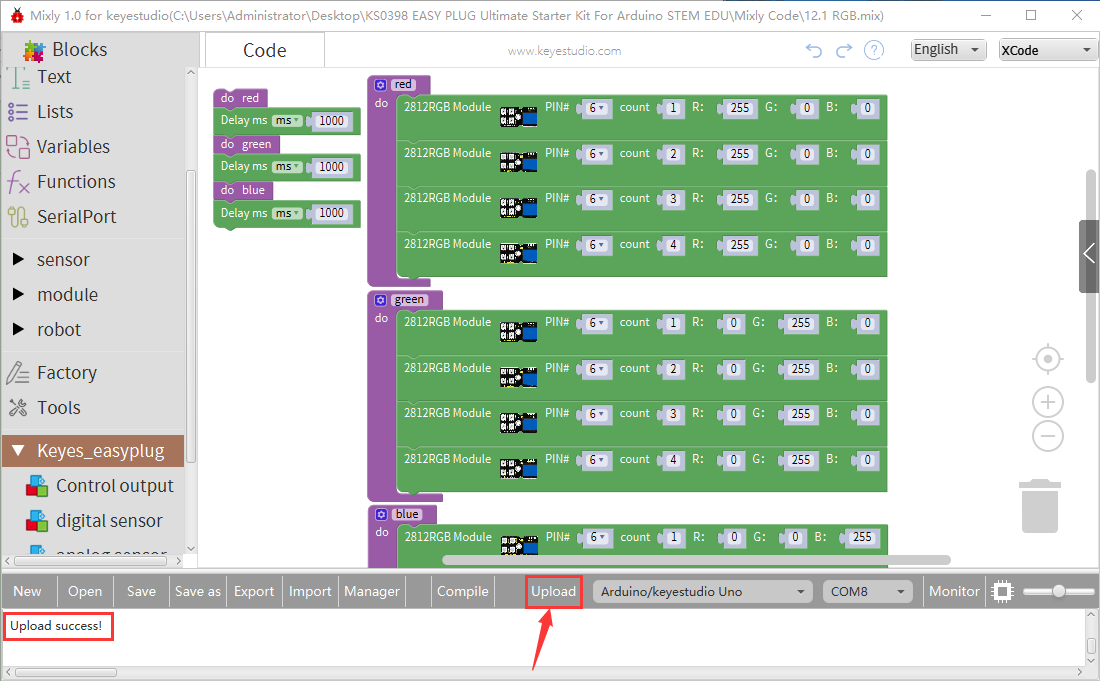 Mixly 1.0 for keyestudio(C:\Users\Administrator\Desktop\KS0398 EASY PLUG Ultimate Starter Kit For Arduino STEM EDU\Mixly Code\12.1 RGB.mix)
Blocks
Code
www.keyestudio.com
English
XCode
Text
Lists
Variables
Functions
SerialPort
sensor
module
robot
Factory
Tools
Keyes_easyplug
Control output
digital sensor
analog sensor
do red
Delay ms ms 1000
do green
Delay ms ms 1000
do blue
Delay ms ms 1000
red
do
2812RGB Module PIN# 6 count 1 R: 255 G: 0 B: 0
2812RGB Module PIN# 6 count 2 R: 255 G: 0 B: 0
2812RGB Module PIN# 6 count 3 R: 255 G: 0 B: 0
2812RGB Module PIN# 6 count 4 R: 255 G: 0 B: 0
green
do
2812RGB Module PIN# 6 count 1 R: 0 G: 255 B: 0
2812RGB Module PIN# 6 count 2 R: 0 G: 255 B: 0
2812RGB Module PIN# 6 count 3 R: 0 G: 255 B: 0
2812RGB Module PIN# 6 count 4 R: 0 G: 255 B: 0
blue
do
2812RGB Module PIN# 6 count 1 R: 0 G: 0 B: 255
New Open Save Save as Export Import Manager Compile Upload Arduino/keyestudio Uno COM8 Monitor
Upload success!